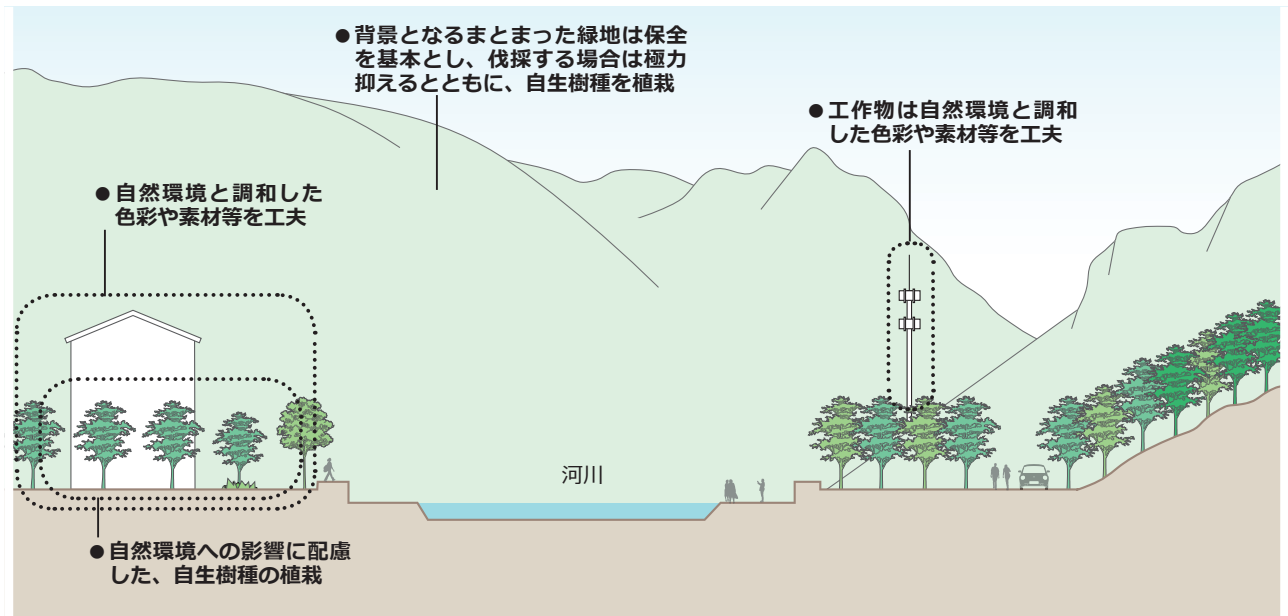 ●背景となるまとまった緑地は保全
を基本とし、伐採する場合は極力
抑えるとともに、自生樹種を植栽
●工作物は自然環境と調和
した色彩や素材等を工夫
●自然環境と調和した
色彩や素材等を工夫
河川
●自然環境への影響に配慮
した、自生樹種の植栽